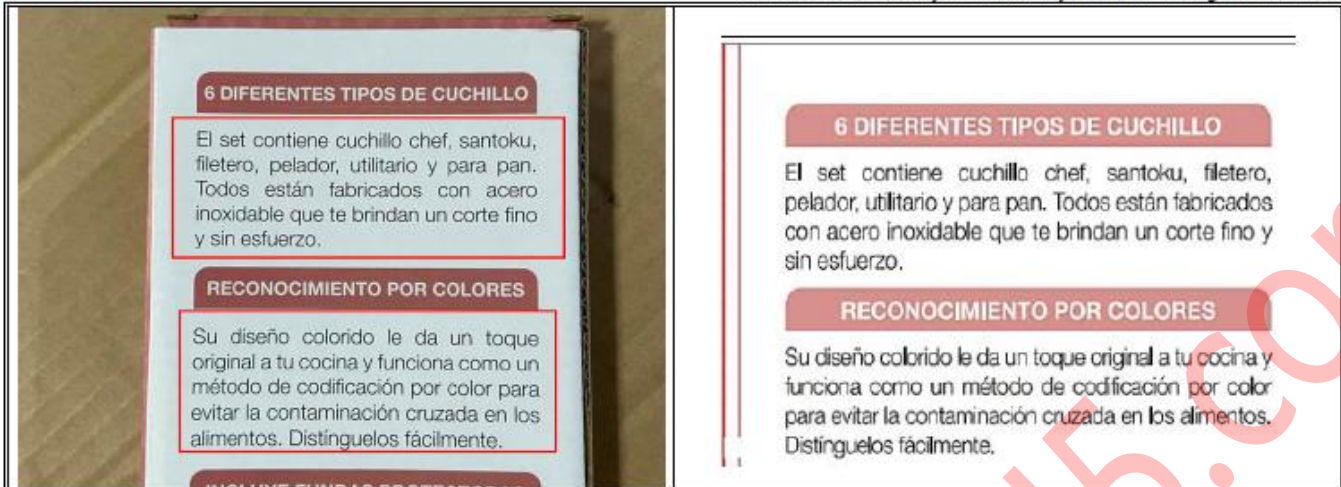 6 DIFERENTES TIPOS DE CUCHILLO
El set contiene cuchillo chef, santoku,
filetero, pelador, utilitario y para pan.
Todos están fabricados con acero
inoxidable que te brindan un corte fino
y sin esfuerzo.
RECONOCIMIENTO POR COLORES
Su diseño colorido le da un toque
original a tu cocina y funciona como un
método de codificación por color para
evitar la contaminación cruzada en los
alimentos. Distínguelos fácilmente.
6 DIFERENTES TIPOS DE CUCHILLO
El set contiene cuchillo chef, santoku, filetero,
pelador, utilitario y para pan. Todos están fabricados
con acero inoxidable que te brindan un corte fino y
sin esfuerzo.
RECONOCIMIENTO POR COLORES
Su diseño colorido le da un toque original a tu cocina y
funciona como un método de codificación por color
para evitar la contaminación cruzada en los alimentos.
Distínguelos fácilmente.